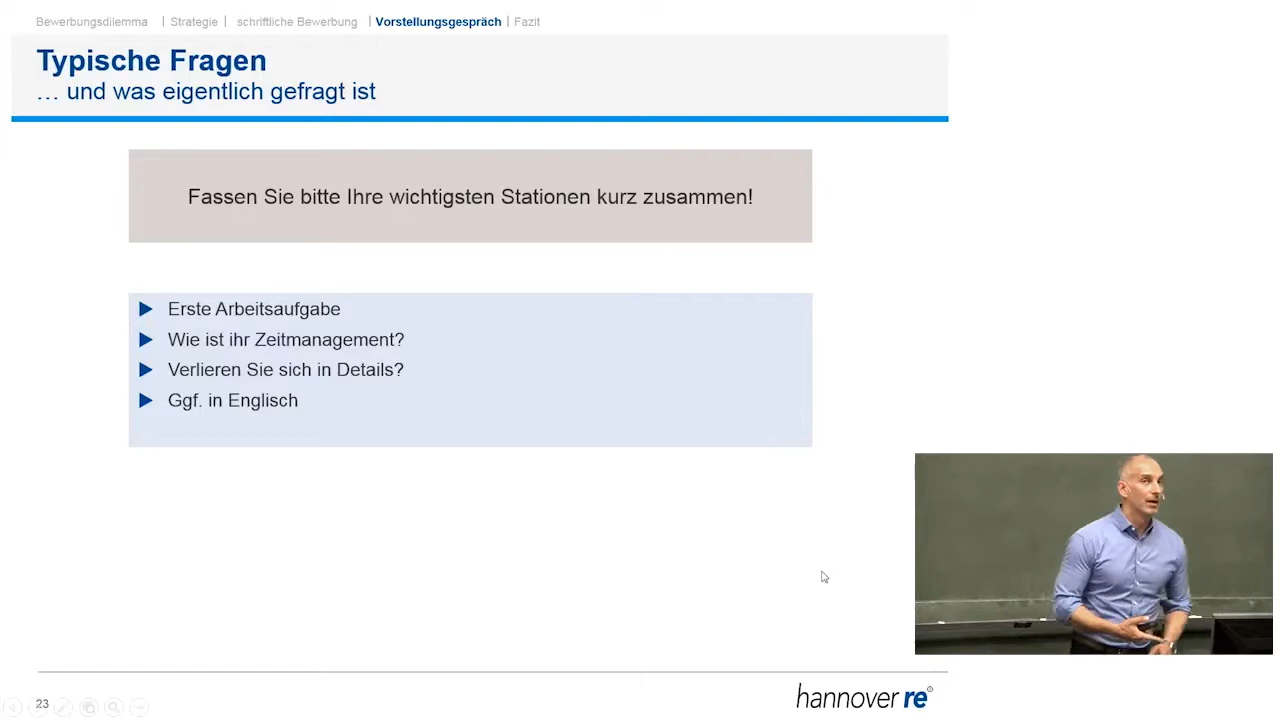 Bewerbungsdilemma | Strategie | schriftliche Bewerbung | Vorstellungsgespräch | Fazit
Typische Fragen
… und was eigentlich gefragt ist
Fassen Sie bitte Ihre wichtigsten Stationen kurz zusammen!
Erste Arbeitsaufgabe
Wie ist ihr Zeitmanagement?
Verlieren Sie sich in Details?
Ggf. in Englisch
23
hannover re®